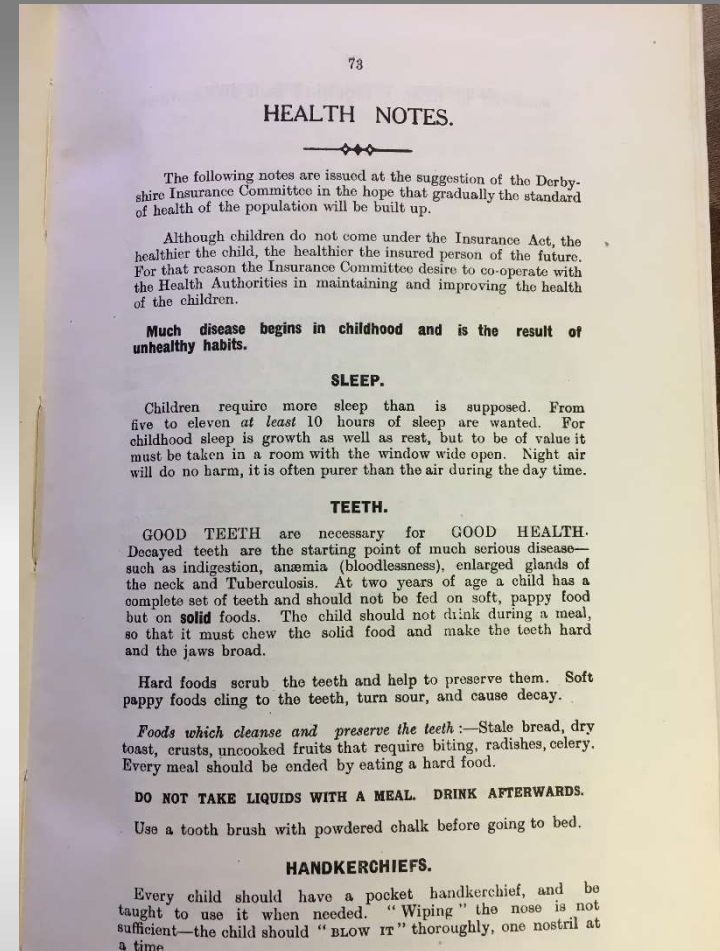 73
HEALTH NOTES.
The following notes are issued at the suggestion of the Derby-
shire Insurance Committee in the hope that gradually the standard
of health of the population will be built up.
Although children do not come under the Insurance Act, the
healthier the child, the healthier the insured person of the future.
For that reason the Insurance Committee desire to co-operate with
the Health Authorities in maintaining and improving the health
of the children.
Much disease begins in childhood and is the result of
unhealthy habits.
SLEEP.
Children require more sleep than is supposed. From
five to eleven at least 10 hours of sleep are wanted. For
childhood sleep is growth as well as rest, but to be of value it
must be taken in a room with the window wide open. Night air
will do no harm, it is often purer than the air during the day time.
TEETH.
GOOD TEETH are necessary for GOOD HEALTH.
Decayed teeth are the starting point of much serious disease—
such as indigestion, anæmia (bloodlessness), enlarged glands of
the neck and Tuberculosis. At two years of age a child has a
complete set of teeth and should not be fed on soft, pappy food
but on solid foods. The child should not drink during a meal,
so that it must chew the solid food and make the teeth hard
and the jaws broad.
Hard foods scrub the teeth and help to preserve them. Soft
pappy foods cling to the teeth, turn sour, and cause decay.
Foods which cleanse and preserve the teeth :—Stale bread, dry
toast, crusts, uncooked fruits that require biting, radishes, celery.
Every meal should be ended by eating a hard food.
DO NOT TAKE LIQUIDS WITH A MEAL. DRINK AFTERWARDS.
Use a tooth brush with powdered chalk before going to bed.
HANDKERCHIEFS.
Every child should have a pocket handkerchief, and be
taught to use it when needed. "Wiping" the nose is not
sufficient—the child should "BLOW IT" thoroughly, one nostril at
a time